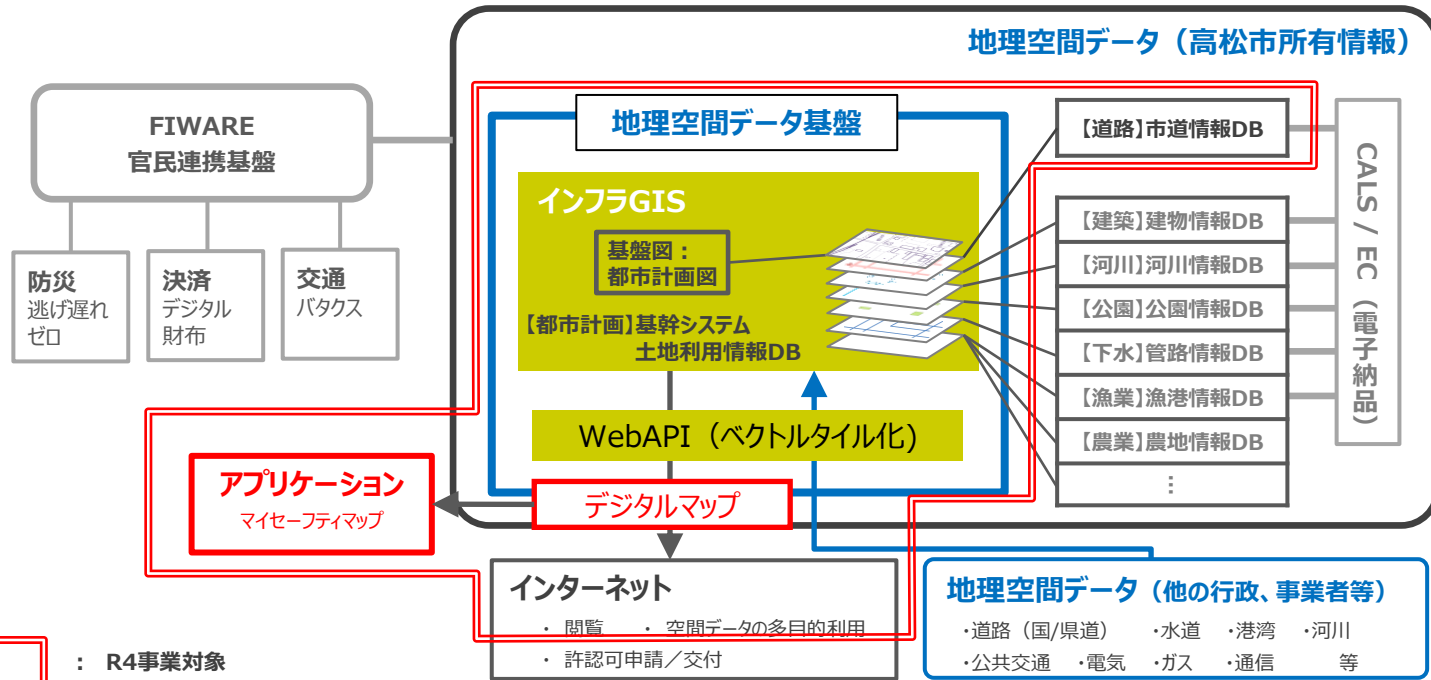 地理空間データ（高松市所有情報）
FIWARE
官民連携基盤
防災
逃げ遅れ
ゼロ
決済
デジタル
財布
交通
バタクス
地理空間データ基盤
インフラGIS
基盤図：
都市計画図
【都市計画】基幹システム
土地利用情報DB
WebAPI（ベクトルタイル化）
デジタルマップ
【道路】市道情報DB
【建築】建物情報DB
【河川】河川情報DB
【公園】公園情報DB
【下水】管路情報DB
【漁業】漁港情報DB
【農業】農地情報DB
：
CALS / EC（電子納品）
アプリケーション
マイセーフティマップ
インターネット
・ 閲覧　・ 空間データの多目的利用
・ 許認可申請／交付
地理空間データ（他の行政、事業者等）
・道路（国/県道）　・水道　・港湾　・河川
・公共交通　・電気　・ガス　・通信　　等
： R4事業対象